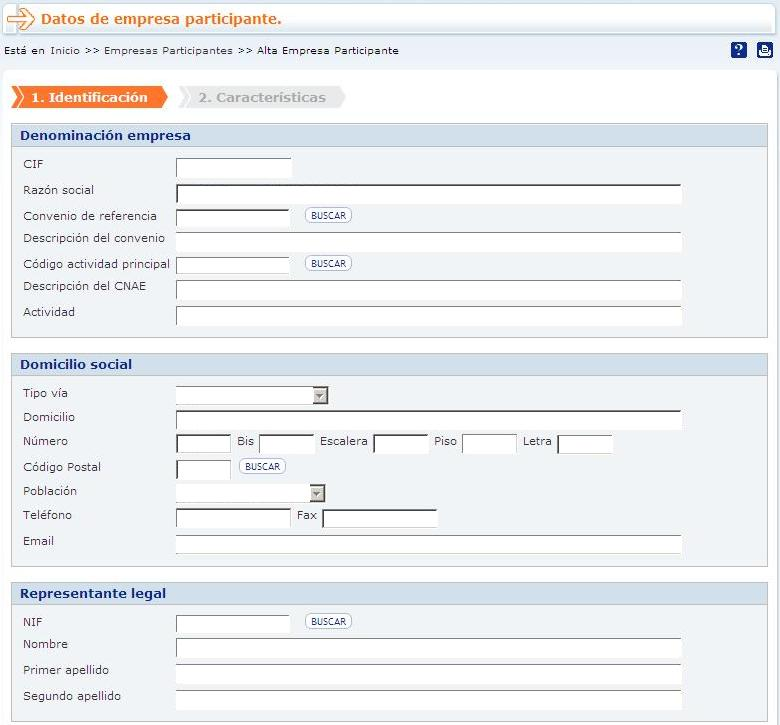 Datos de empresa participante.
Está en Inicio >> Empresas Participantes >> Alta Empresa Participante
?
1. Identificación 2. Características
Denominación empresa
CIF
Razón social
Convenio de referencia BUSCAR
Descripción del convenio
Código actividad principal BUSCAR
Descripción del CNAE
Actividad
Domicilio social
Tipo vía
Domicilio
Número Bis Escalera Piso Letra
Código Postal BUSCAR
Población
Teléfono Fax
Email
Representante legal
NIF BUSCAR
Nombre
Primer apellido
Segundo apellido